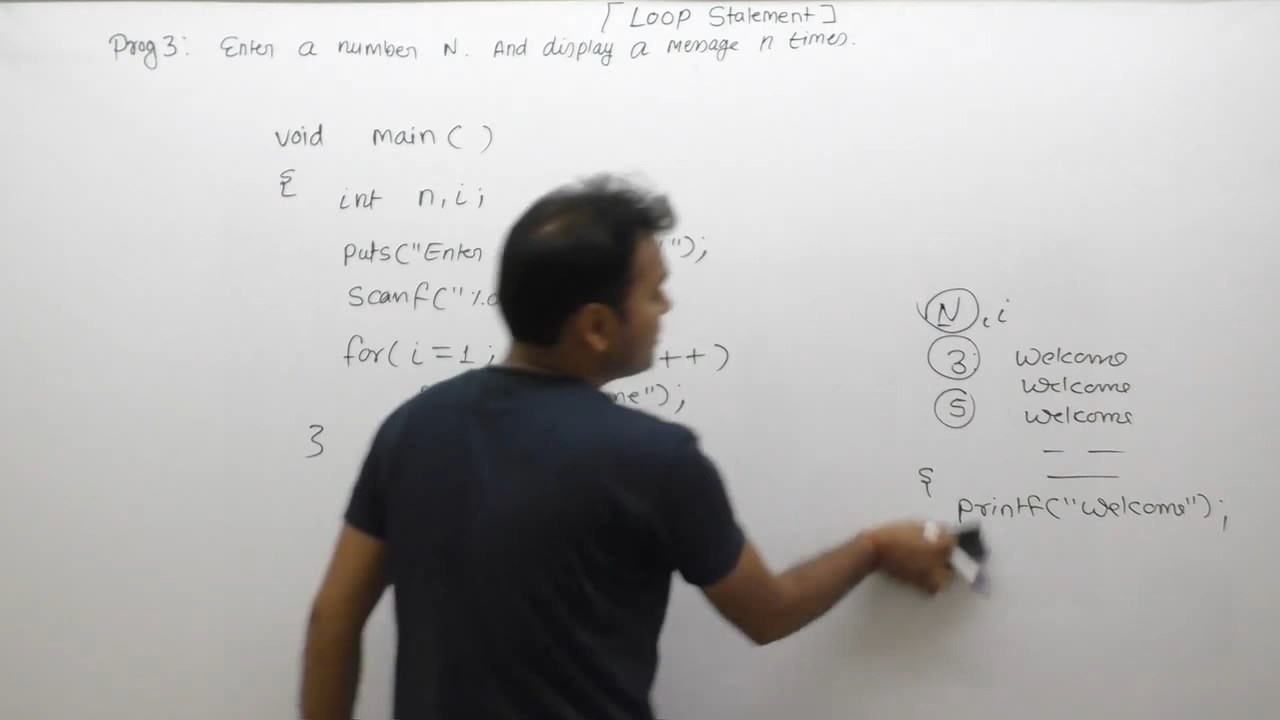 [Loop Statement]
Prog 3: Enter a number N. And display a message n times.
void main ( )
{
int n, i ;
puts("Enter ");
scanf("%d
for( i = 1 ; ++ )
");
}
N, i
3 Welcome
Welcome
5 Welcome
{
printf("Welcome");